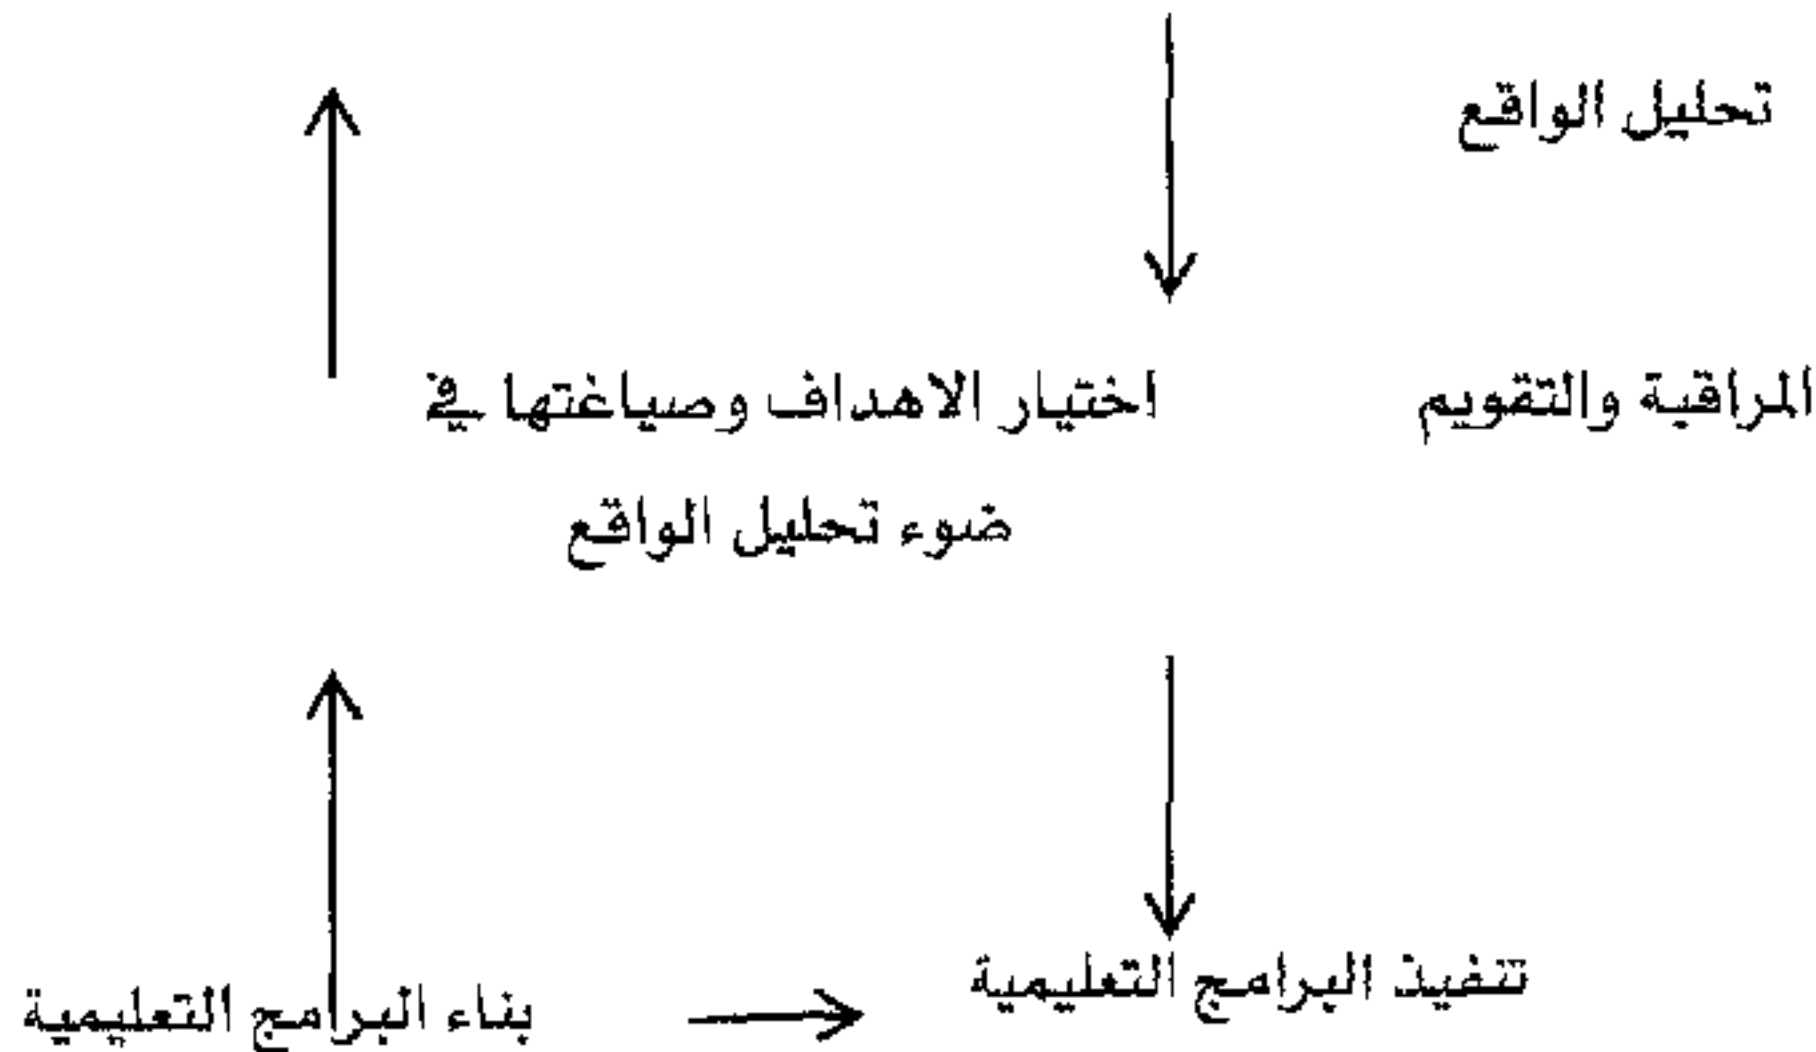 تحليل الواقع
المراقبة والتقويم
اختيار الاهداف وصياغتها في
ضوء تحليل الواقع
تنفيذ البرامج التعليمية
بناء البرامج التعليمية